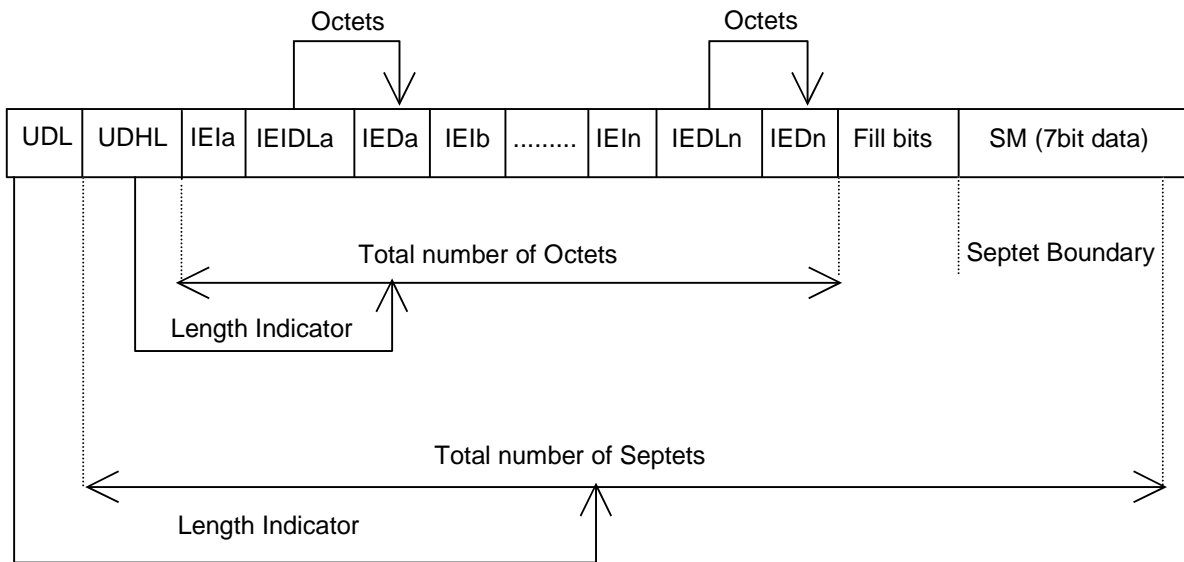 Octets Octets
UDL UDHL IEIa IEIDLa IEDa IEIb ......... IEIn IEDLn IEDn Fill bits SM (7bit data)
Total number of Octets Septet Boundary
Length Indicator
Total number of Septets
Length Indicator